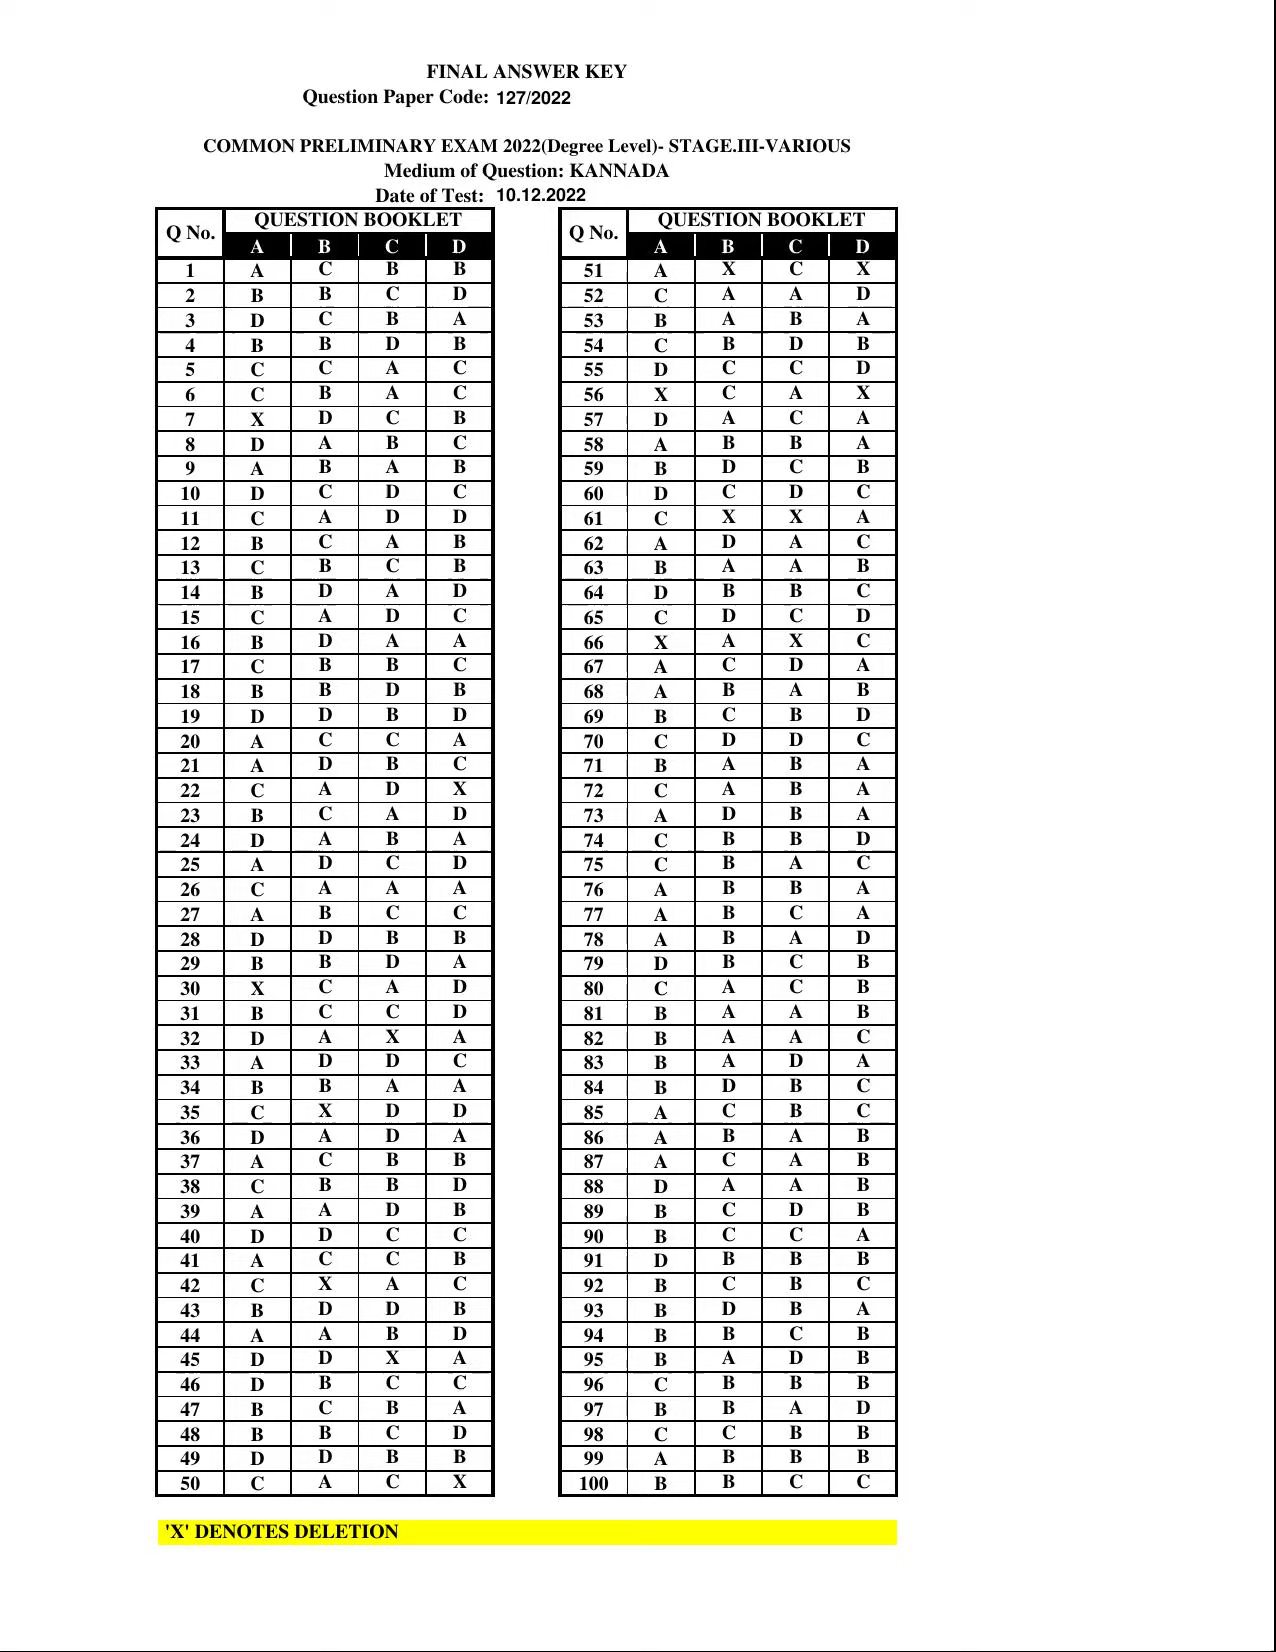 FINAL ANSWER KEY
Question Paper Code: 127/2022
COMMON PRELIMINARY EXAM 2022(Degree Level)- STAGE.III-VARIOUS
Medium of Question: KANNADA
Date of Test: 10.12.2022
Q No. QUESTION BOOKLET Q No. QUESTION BOOKLET
A B C D A B C D
1 A C B B 51 A X C X
2 B B C D 52 C A A D
3 D C B A 53 B A B A
4 B B D B 54 C B D B
5 C C A C 55 D C C D
6 C B A C 56 X C A X
7 X D C B 57 D A C A
8 D A B C 58 A B B A
9 A B A B 59 B D C B
10 D C D C 60 D C D C
11 C A D D 61 C X X A
12 B C A B 62 A D A C
13 C B C B 63 B A A B
14 B D A D 64 D B B C
15 C A D C 65 C D C D
16 B D A A 66 X A X C
17 C B B C 67 A C D A
18 B B D B 68 A B A B
19 D D B D 69 B C B D
20 A C C A 70 C D D C
21 A D B C 71 B A B A
22 C A D X 72 C A B A
23 B C A D 73 A D B A
24 D A B A 74 C B B D
25 A D C D 75 C B A C
26 C A A A 76 A B B A
27 A B C C 77 A B C A
28 D D B B 78 A B A D
29 B B D A 79 D B C B
30 X C A D 80 C A C B
31 B C C D 81 B A A B
32 D A X A 82 B A A C
33 A D D C 83 B A D A
34 B B A A 84 B D B C
35 C X D D 85 A C B C
36 D A D A 86 A B A B
37 A C B B 87 A C A B
38 C B B D 88 D A A B
39 A A D B 89 B C D B
40 D D C C 90 B C C A
41 A C C B 91 D B B B
42 C X A C 92 B C B C
43 B D D B 93 B D B A
44 A A B D 94 B B C B
45 D D X A 95 B A D B
46 D B C C 96 C B B B
47 B C B A 97 B B A D
48 B B C D 98 C C B B
49 D D B B 99 A B B B
50 C A C X 100 B B C C
'X' DENOTES DELETION